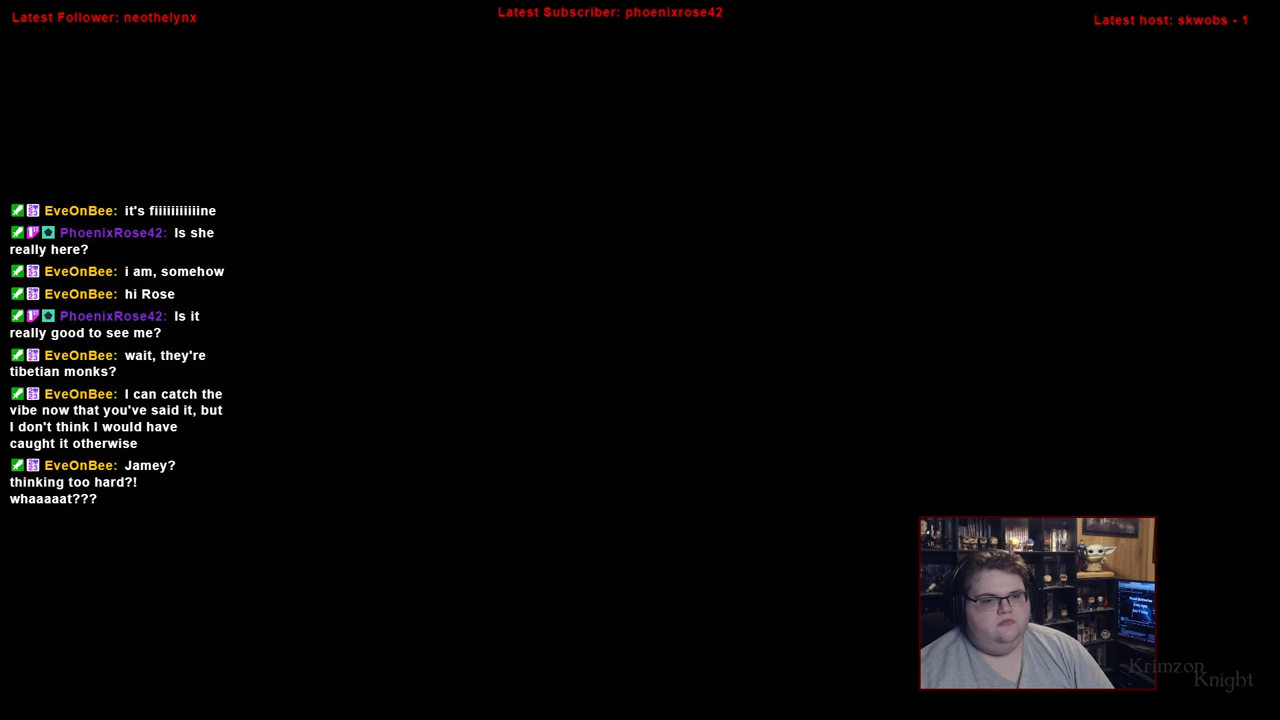 Latest Follower: neothelynx
Latest Subscriber: phoenixrose42
Latest host: skwobs - 1
EveOnBee: it's fiiiiiiiiiiine
PhoenixRose42: Is she
really here?
EveOnBee: i am, somehow
EveOnBee: hi Rose
PhoenixRose42: Is it
really good to see me?
EveOnBee: wait, they're
tibetian monks?
EveOnBee: I can catch the
vibe now that you've said it, but
I don't think I would have
caught it otherwise
EveOnBee: Jamey?
thinking too hard?!
whaaaaat???
Krimzon
Knight